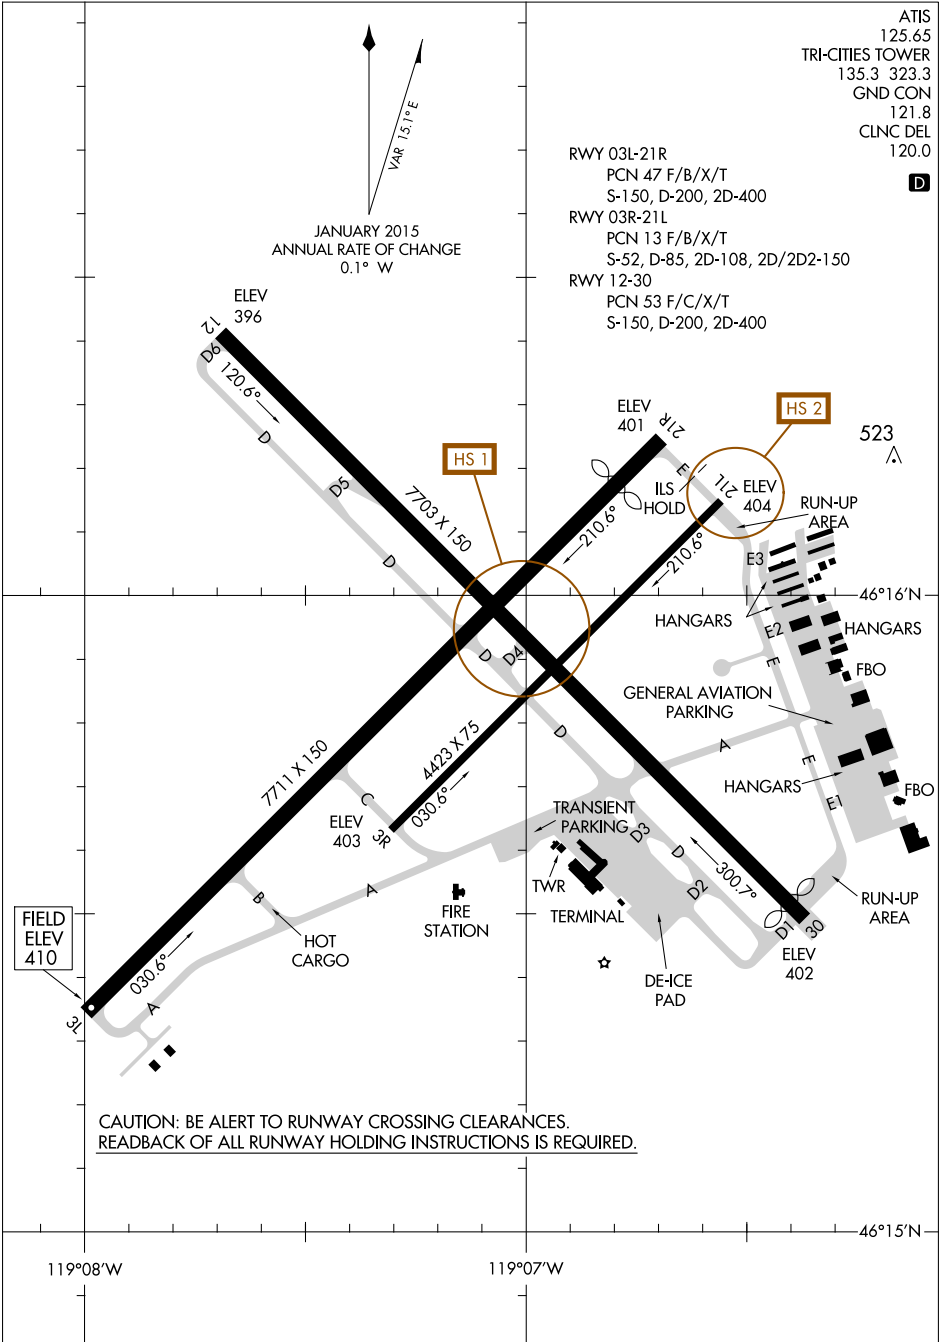 ATIS
125.65
TRI-CITIES TOWER
135.3 323.3
GND CON
121.8
CLNC DEL
120.0
D
VAR 15.1° E
JANUARY 2015
ANNUAL RATE OF CHANGE
0.1° W
RWY 03L-21R
PCN 47 F/B/X/T
S-150, D-200, 2D-400
RWY 03R-21L
PCN 13 F/B/X/T
S-52, D-85, 2D-108, 2D/2D2-150
RWY 12-30
PCN 53 F/C/X/T
S-150, D-200, 2D-400
ELEV
396
12
D6
120.6°
D
D5
7703 X 150
D
HS 1
ELEV
401
21R
HS 2
523
E
ILS
HOLD
21L
ELEV
404
RUN-UP
AREA
210.6°
210.6°
E3
46°16'N
HANGARS
E2
HANGARS
D
D4
E
FBO
GENERAL AVIATION
PARKING
D
A
E
7711 X 150
4423 X 75
HANGARS
FBO
E1
C
030.6°
ELEV
403
3R
TRANSIENT
PARKING
D3
D
300.7°
TWR
D2
B
A
FIRE
STATION
TERMINAL
RUN-UP
AREA
FIELD
ELEV
410
HOT
CARGO
D1
30
ELEV
402
030.6°
DE-ICE
PAD
A
3L
CAUTION: BE ALERT TO RUNWAY CROSSING CLEARANCES.
READBACK OF ALL RUNWAY HOLDING INSTRUCTIONS IS REQUIRED.
46°15'N
119°08'W
119°07'W